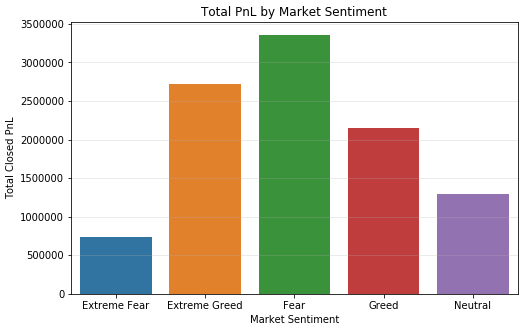 Total PnL by Market Sentiment
Total Closed PnL
3500000
3000000
2500000
2000000
1500000
1000000
500000
0
Extreme Fear Extreme Greed Fear Greed Neutral
Market Sentiment